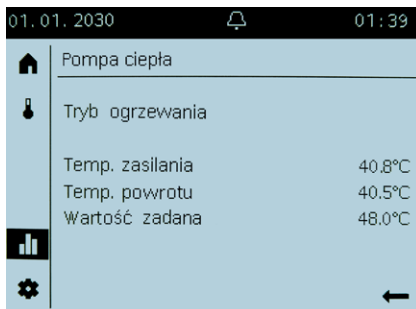 01. 01. 2030 01:39
Pompa ciepła
Tryb ogrzewania
Temp. zasilania 40.8°C
Temp. powrotu 40.5°C
Wartość zadana 48.0°C